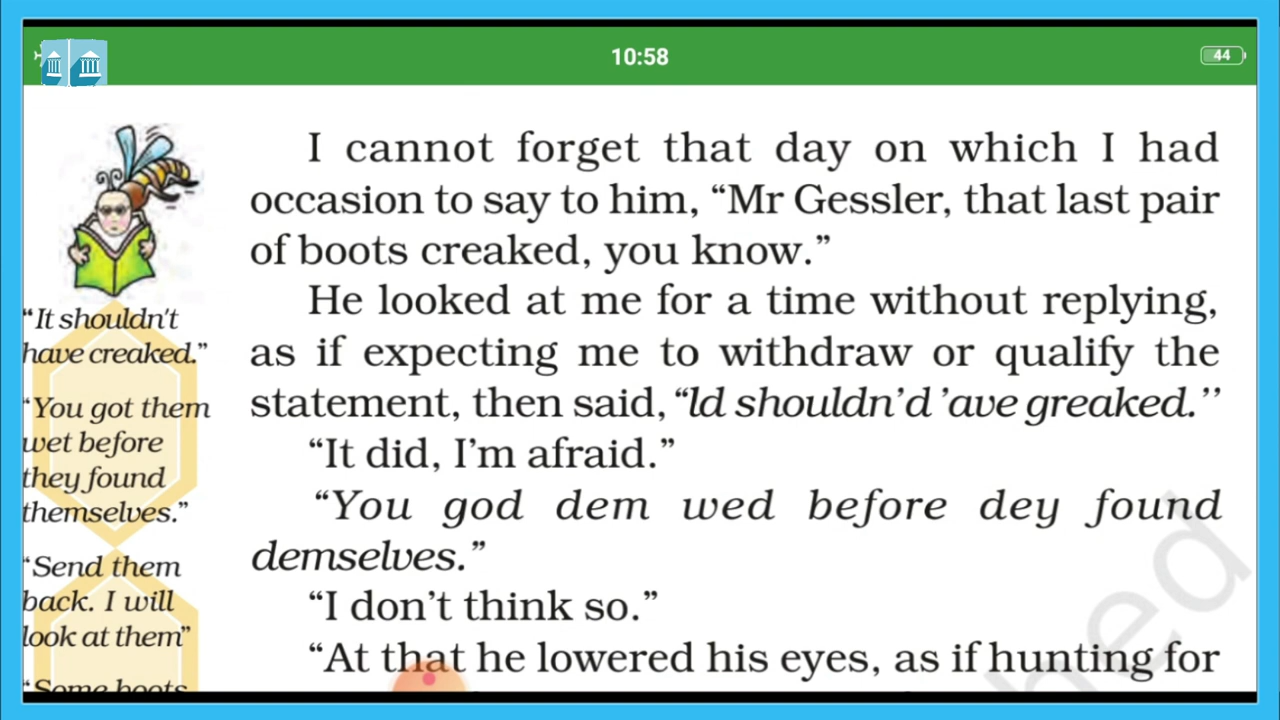 10:58
44
I cannot forget that day on which I had
occasion to say to him, “Mr Gessler, that last pair
of boots creaked, you know.”
He looked at me for a time without replying,
as if expecting me to withdraw or qualify the
statement, then said, “ld shouldn’d ’ave greaked.’’
“It did, I’m afraid.”
“You god dem wed before dey found
demselves.”
“I don’t think so.”
“At that he lowered his eyes, as if hunting for
“It shouldn't
have creaked.”
“You got them
wet before
they found
themselves.”
“Send them
back. I will
look at them”
“Some boots
hed